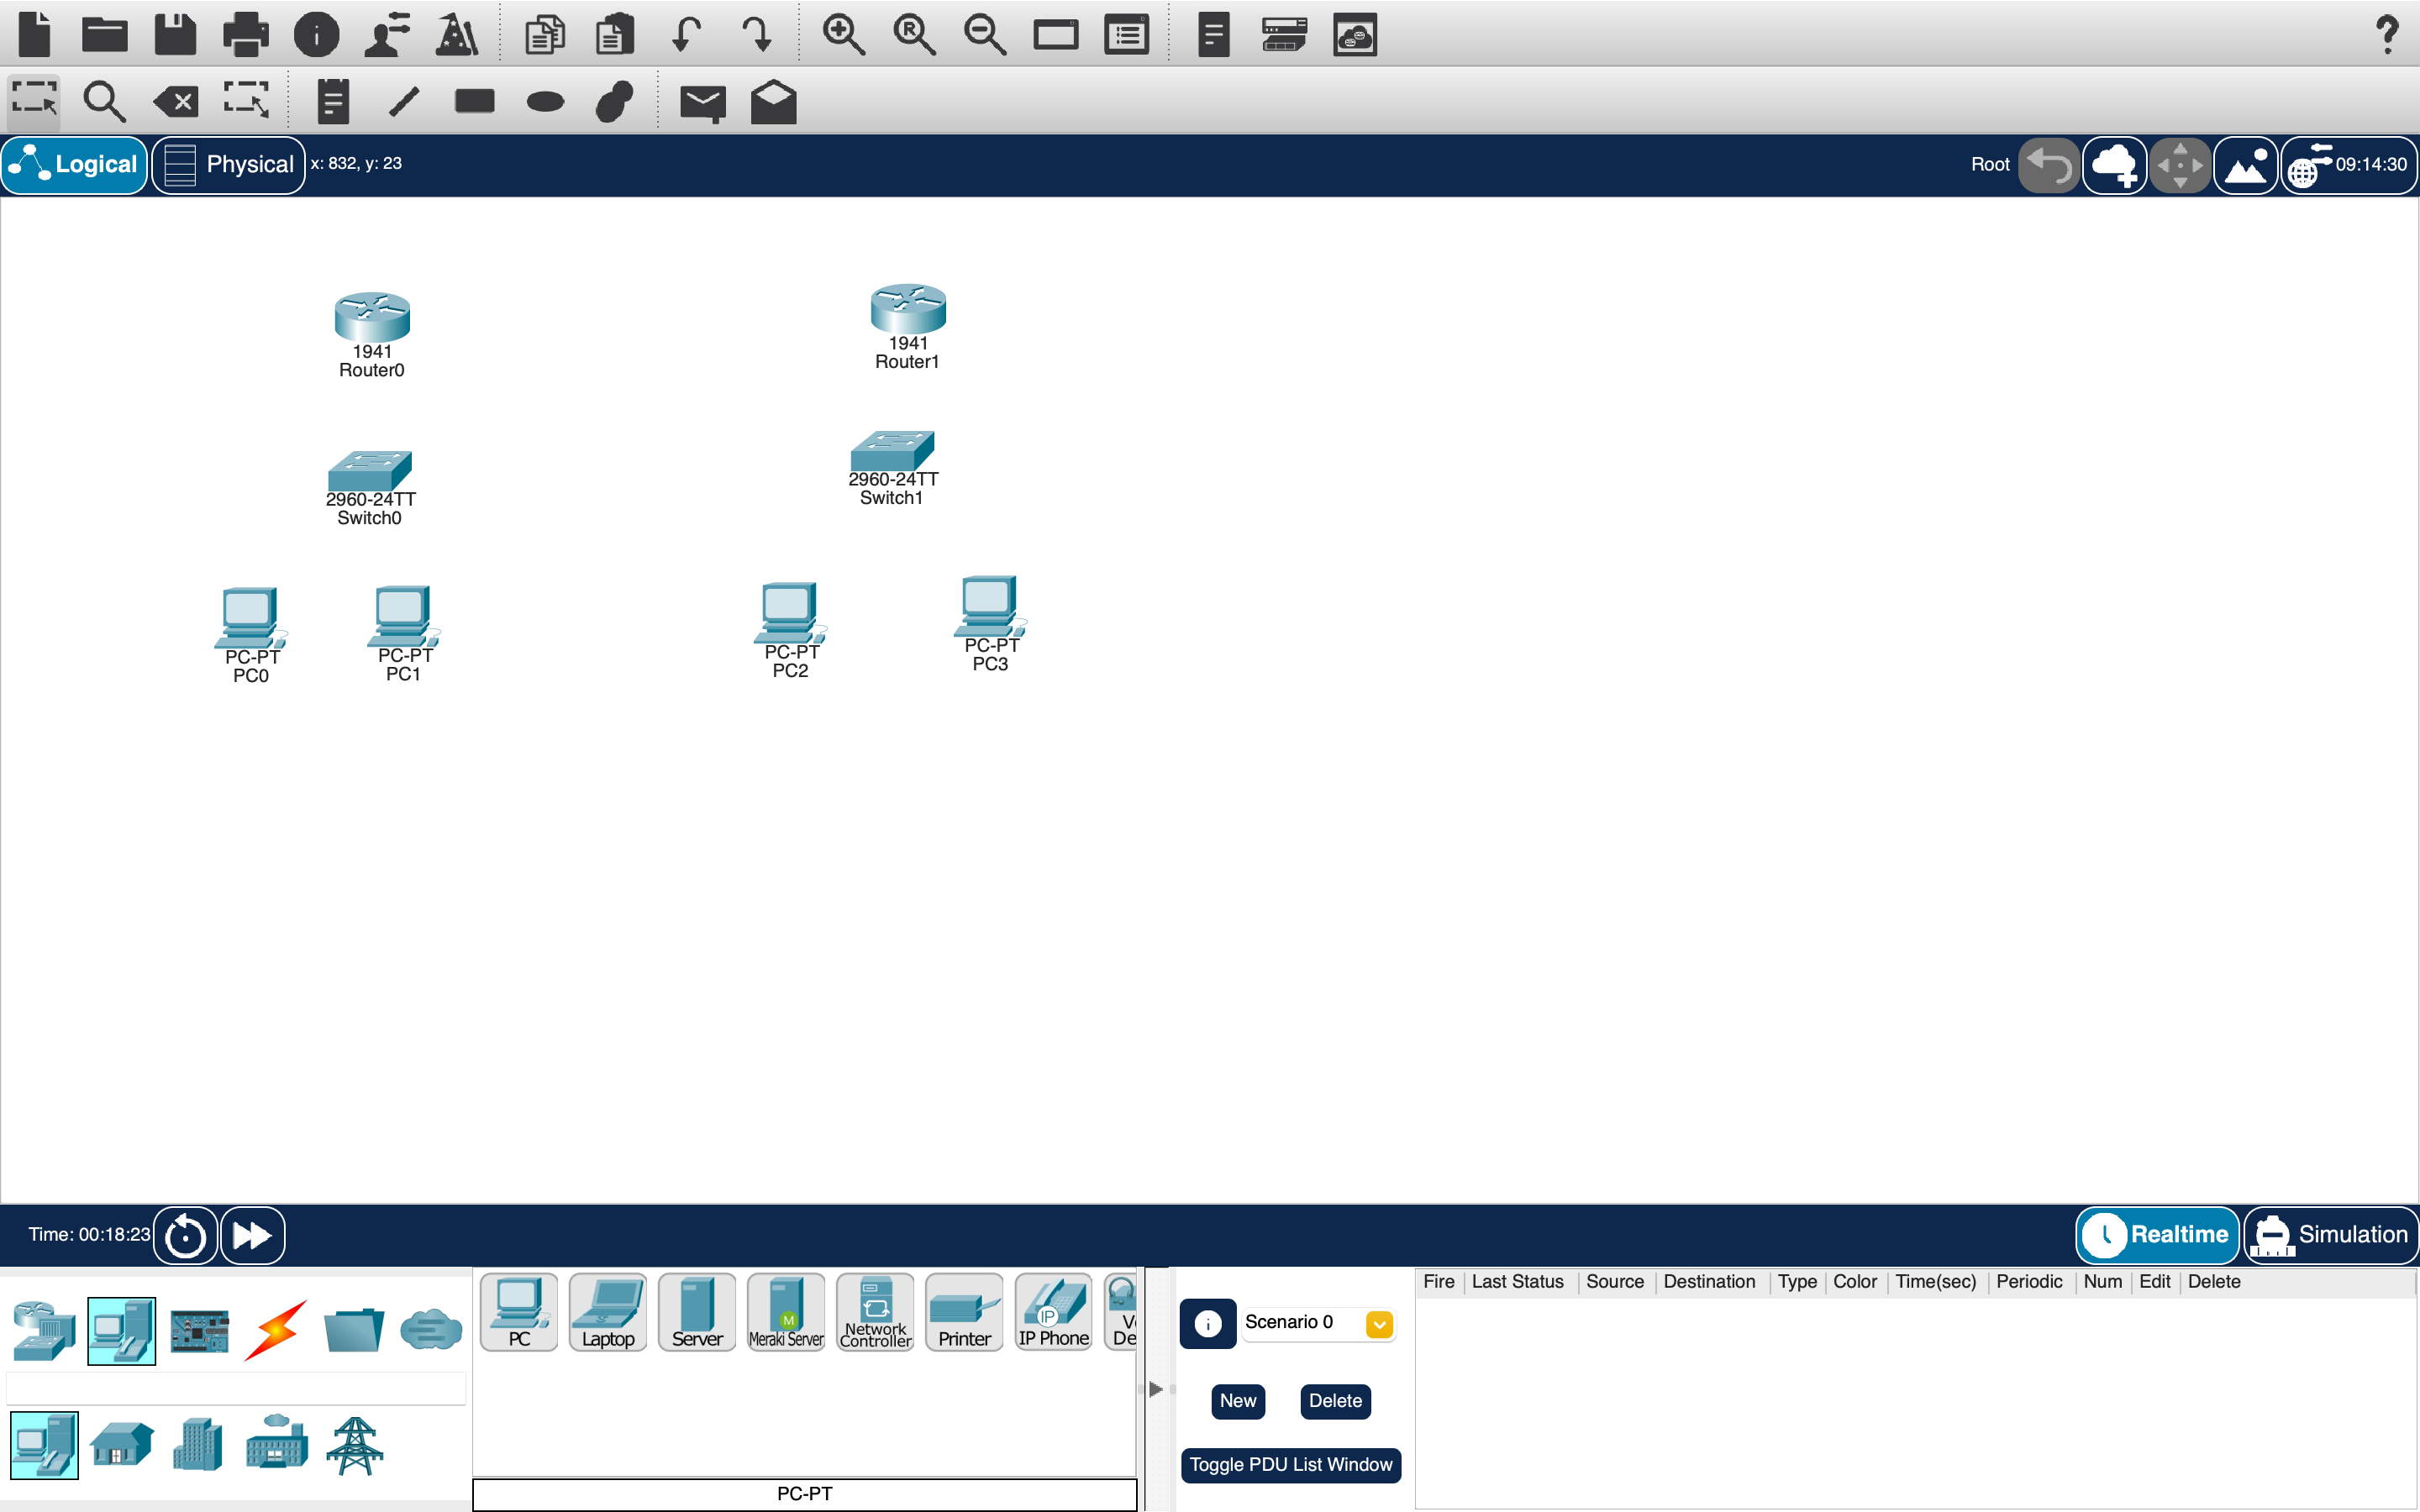 R
?
Logical
Physical
x: 832, y: 23
Root
09:14:30
1941
Router0
1941
Router1
2960-24TT
Switch0
2960-24TT
Switch1
PC-PT
PC0
PC-PT
PC1
PC-PT
PC2
PC-PT
PC3
Time: 00:18:23
Realtime
Simulation
PC
Laptop
Server
M
Meraki Server
Network
Controller
Printer
IP
IP Phone
V
De
PC-PT
Scenario 0
New
Delete
Toggle PDU List Window
Fire
Last Status
Source
Destination
Type
Color
Time(sec)
Periodic
Num
Edit
Delete